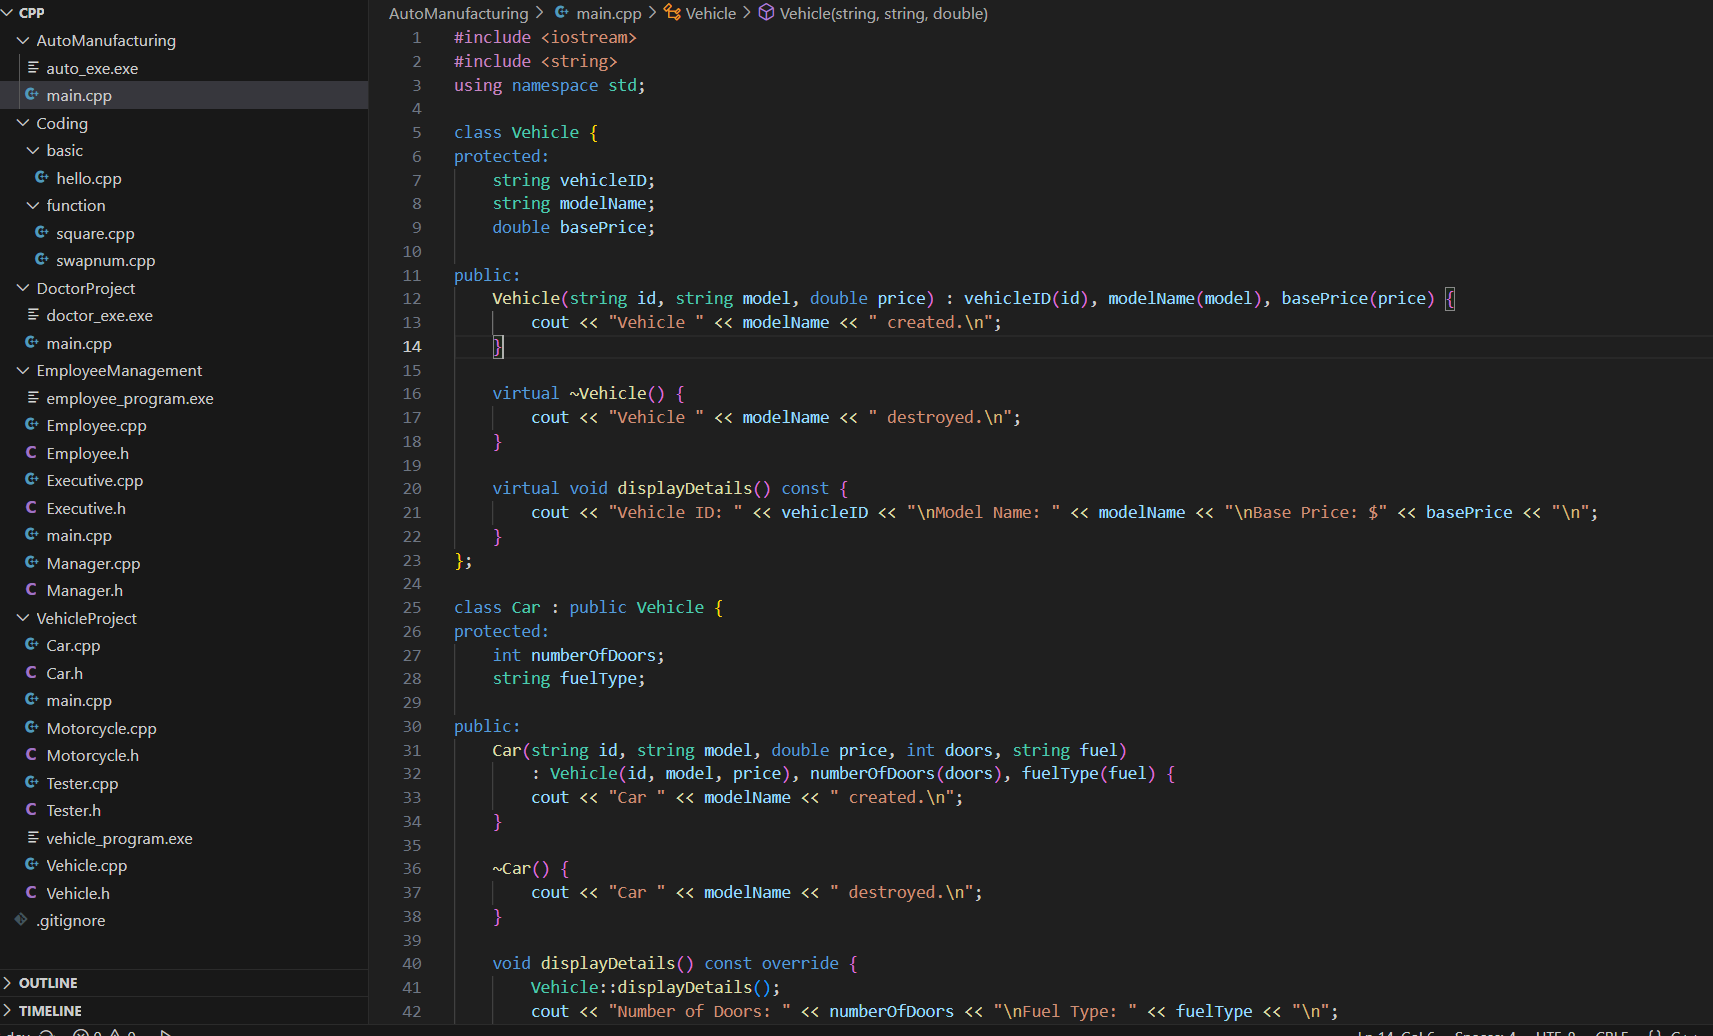 CPP
AutoManufacturing
auto_exe.exe
main.cpp
Coding
basic
hello.cpp
function
square.cpp
swapnum.cpp
DoctorProject
doctor_exe.exe
main.cpp
EmployeeManagement
employee_program.exe
Employee.cpp
Employee.h
Executive.cpp
Executive.h
main.cpp
Manager.cpp
Manager.h
VehicleProject
Car.cpp
Car.h
main.cpp
Motorcycle.cpp
Motorcycle.h
Tester.cpp
Tester.h
vehicle_program.exe
Vehicle.cpp
Vehicle.h
.gitignore
OUTLINE
TIMELINE
AutoManufacturing > main.cpp > Vehicle > Vehicle(string, string, double)
1 #include <iostream>
2 #include <string>
3 using namespace std;
4
5 class Vehicle {
6 protected:
7     string vehicleID;
8     string modelName;
9     double basePrice;
10
11 public:
12     Vehicle(string id, string model, double price) : vehicleID(id), modelName(model), basePrice(price) {
13         cout << "Vehicle " << modelName << " created.\n";
14     }
15
16     virtual ~Vehicle() {
17         cout << "Vehicle " << modelName << " destroyed.\n";
18     }
19
20     virtual void displayDetails() const {
21         cout << "Vehicle ID: " << vehicleID << "\nModel Name: " << modelName << "\nBase Price: $" << basePrice << "\n";
22     }
23 };
24
25 class Car : public Vehicle {
26 protected:
27     int numberOfDoors;
28     string fuelType;
29
30 public:
31     Car(string id, string model, double price, int doors, string fuel)
32         : Vehicle(id, model, price), numberOfDoors(doors), fuelType(fuel) {
33         cout << "Car " << modelName << " created.\n";
34     }
35
36     ~Car() {
37         cout << "Car " << modelName << " destroyed.\n";
38     }
39
40     void displayDetails() const override {
41         Vehicle::displayDetails();
42         cout << "Number of Doors: " << numberOfDoors << "\nFuel Type: " << fuelType << "\n";